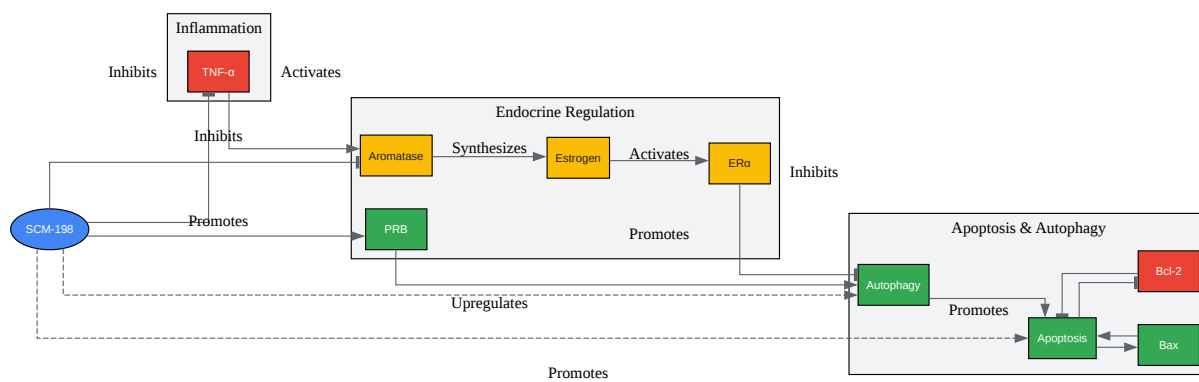 Inflammation
TNF-α
Inhibits
Activates
Endocrine Regulation
Inhibits
Aromatase
Synthesizes
Estrogen
Activates
ERα
Inhibits
SCM-198
Promotes
PRB
Promotes
Apoptosis & Autophagy
Autophagy
Bcl-2
Upregulates
Promotes
Apoptosis
Bax
Promotes